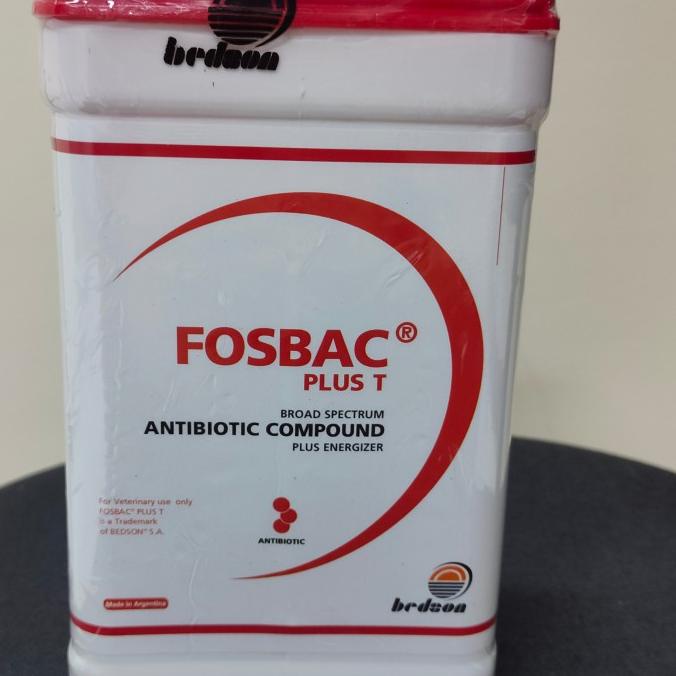 bedson
FOSBAC®
PLUS T
BROAD SPECTRUM
ANTIBIOTIC COMPOUND
PLUS ENERGIZER
For Veterinary use only
FOSBAC® PLUS T
is a Trademark
of BEDSON® S.A.
ANTIBIOTIC
Made in Argentina
bedson